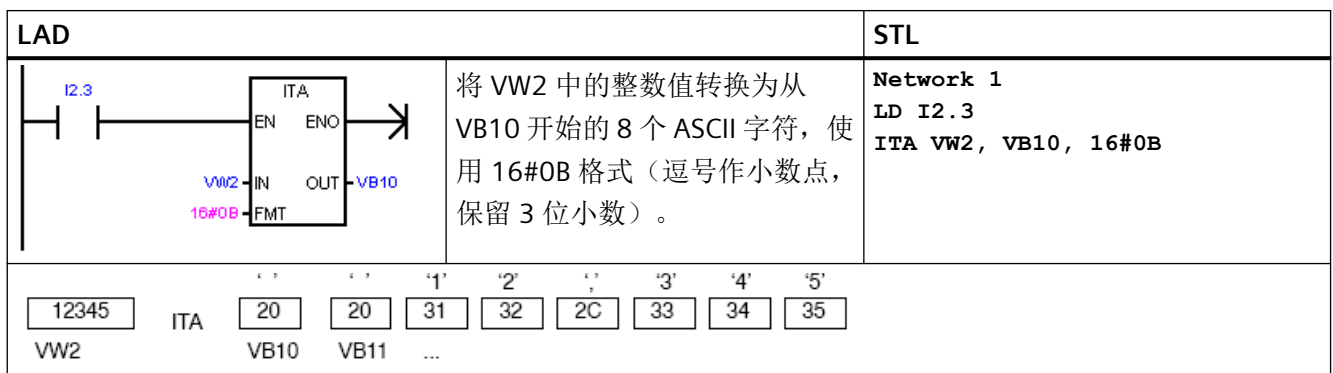 LAD
STL
I2.3
ITA
EN ENO
VW2 IN OUT VB10
16#0B FMT
将 VW2 中的整数值转换为从
VB10 开始的 8 个 ASCII 字符，使
用 16#0B 格式（逗号作小数点，
保留 3 位小数）。
Network 1
LD I2.3
ITA VW2, VB10, 16#0B
‘ ’ ‘ ’ ‘1’ ‘2’ ‘,’ ‘3’ ‘4’ ‘5’
12345 ITA 20 20 31 32 2C 33 34 35
VW2 VB10 VB11 ...